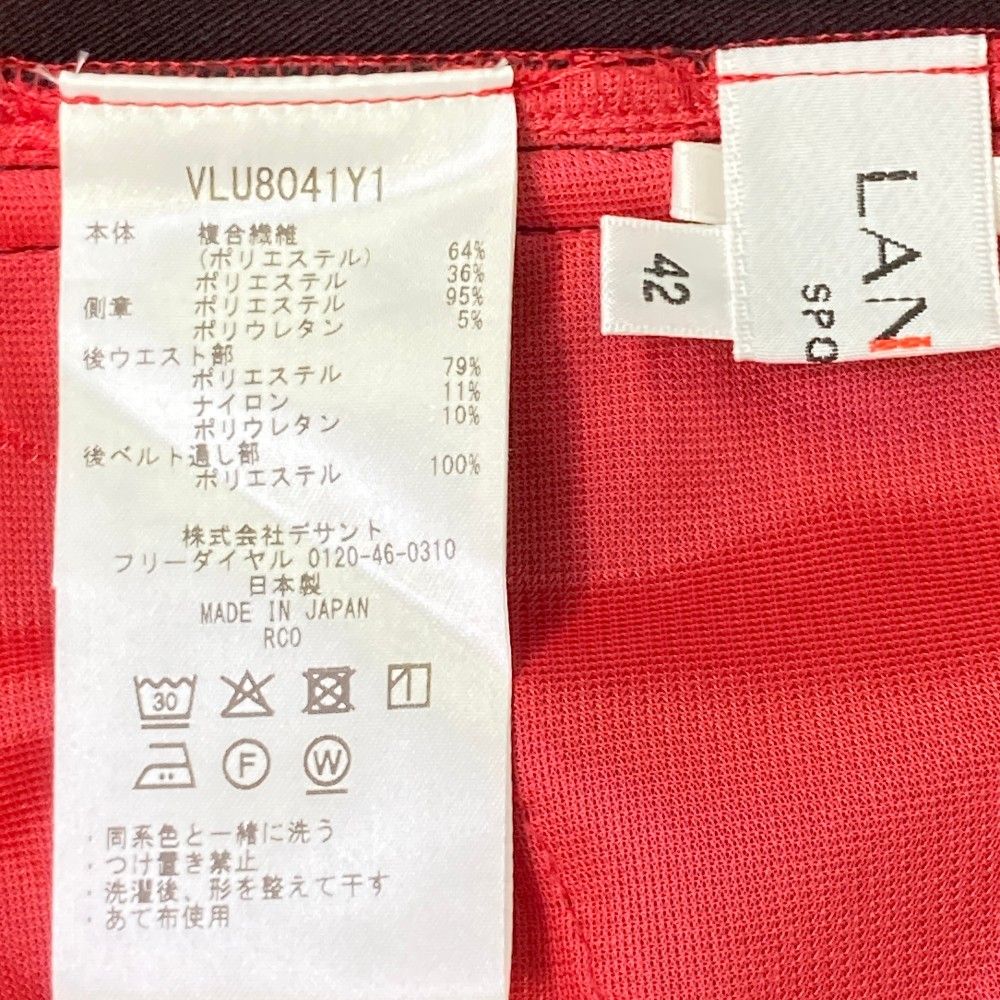 VLU8041Y1
本体 複合繊維
(ポリエステル) 64%
ポリエステル 36%
側章 ポリエステル 95%
ポリウレタン 5%
後ウエスト部
ポリエステル 79%
ナイロン 11%
ポリウレタン 10%
後ベルト通し部
ポリエステル 100%
株式会社デサント
フリーダイヤル 0120-46-0310
日本製
MADE IN JAPAN
RCO
30
F W
・同系色と一緒に洗う
・つけ置き禁止
・洗濯後、形を整えて干す
・あて布使用
42
LAN
SPO